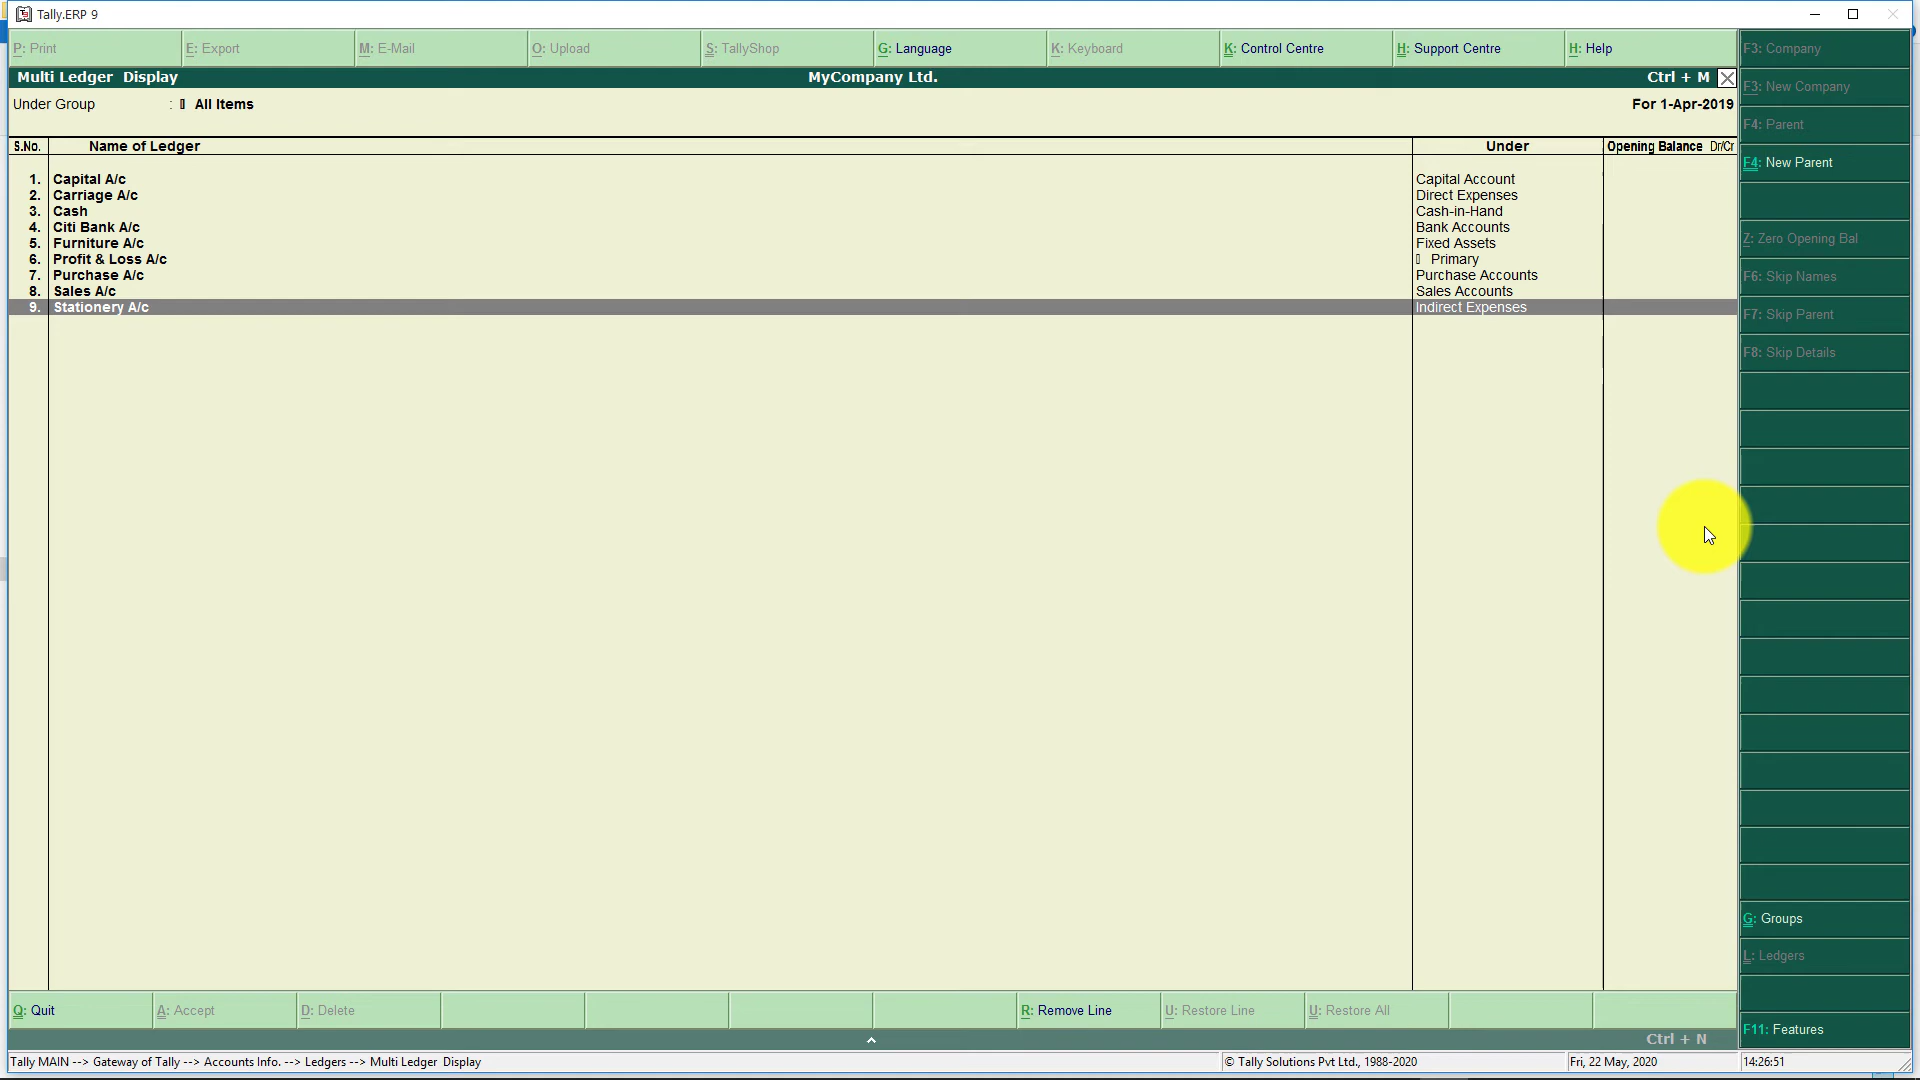 Tally.ERP 9
P: Print E: Export M: E-Mail O: Upload S: TallyShop G: Language K: Keyboard K: Control Centre H: Support Centre H: Help
Multi Ledger Display MyCompany Ltd. Ctrl + M
Under Group : All Items For 1-Apr-2019
S.No. Name of Ledger Under Opening Balance Dr/Cr
1. Capital A/c Capital Account
2. Carriage A/c Direct Expenses
3. Cash Cash-in-Hand
4. Citi Bank A/c Bank Accounts
5. Furniture A/c Fixed Assets
6. Profit & Loss A/c Primary
7. Purchase A/c Purchase Accounts
8. Sales A/c Sales Accounts
9. Stationery A/c Indirect Expenses
F3: Company
F3: New Company
F4: Parent
F4: New Parent
Z: Zero Opening Bal
F6: Skip Names
F7: Skip Parent
F8: Skip Details
G: Groups
L: Ledgers
F11: Features
Q: Quit A: Accept D: Delete R: Remove Line U: Restore Line U: Restore All
Ctrl + N
Tally MAIN --> Gateway of Tally --> Accounts Info. --> Ledgers --> Multi Ledger Display © Tally Solutions Pvt Ltd., 1988-2020 Fri, 22 May, 2020 14:26:51